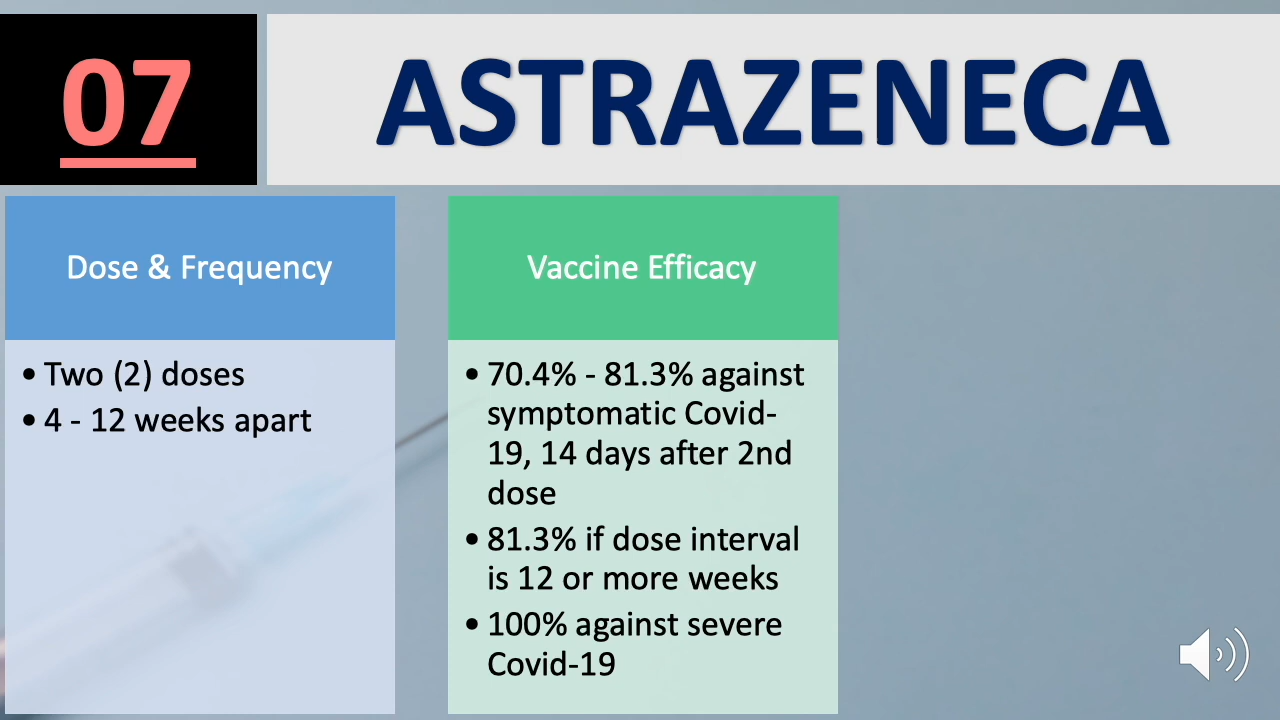 07
ASTRAZENECA
Dose & Frequency
• Two (2) doses
• 4 - 12 weeks apart
Vaccine Efficacy
• 70.4% - 81.3% against
symptomatic Covid-
19, 14 days after 2nd
dose
• 81.3% if dose interval
is 12 or more weeks
• 100% against severe
Covid-19